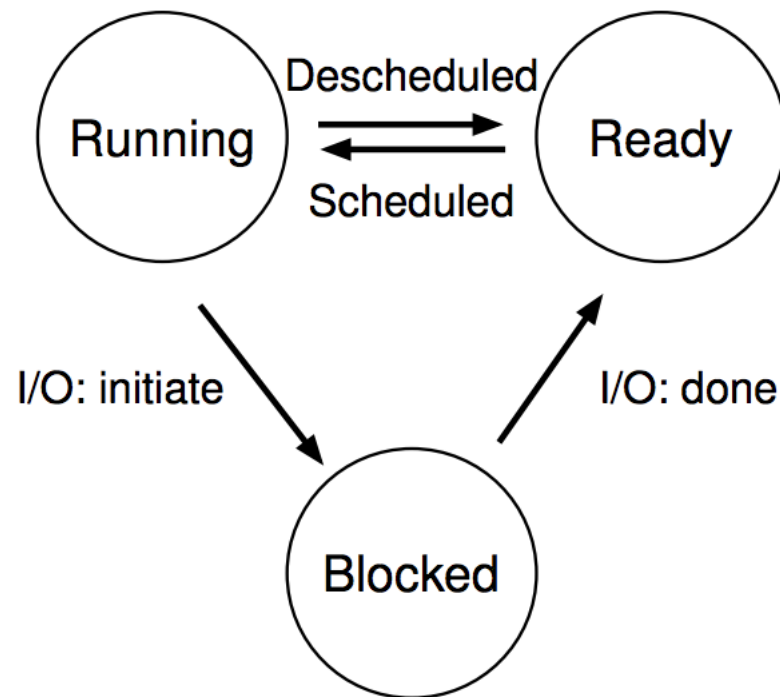 Descheduled
Running
Ready
Scheduled
I/O: initiate
I/O: done
Blocked